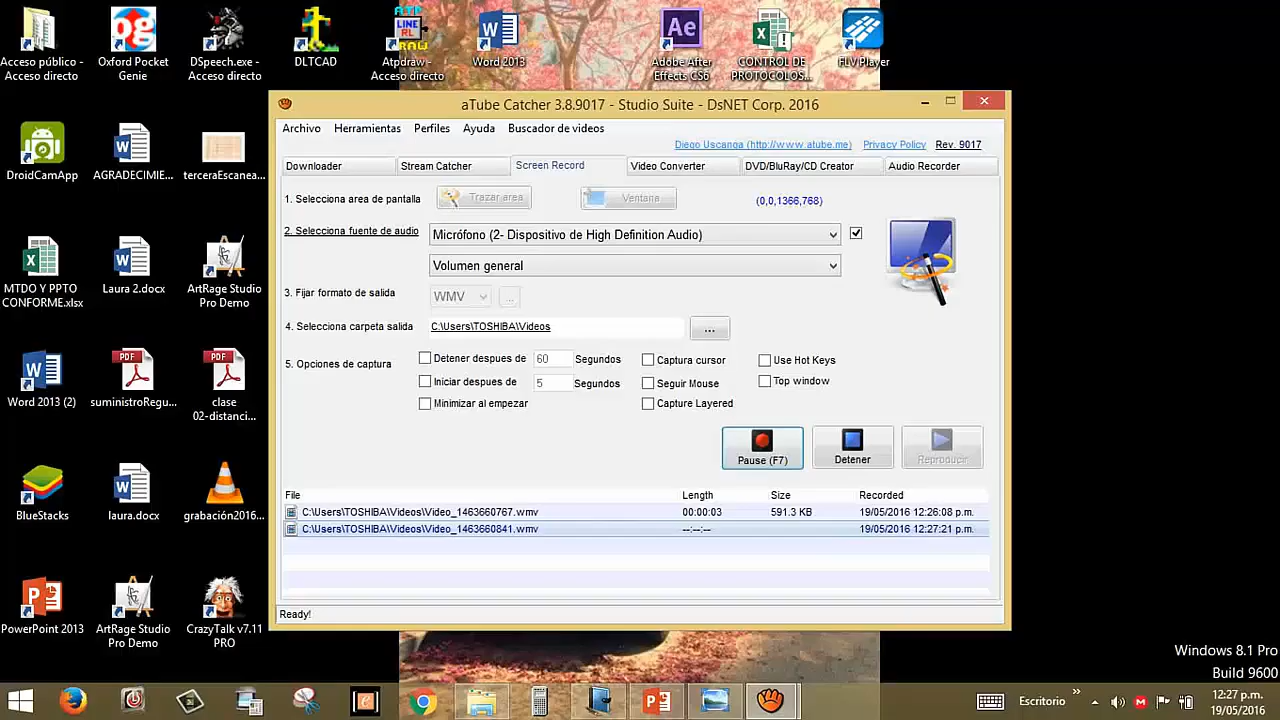 Acceso público -
Acceso directo
Oxford Pocket
Genie
DSpeech.exe -
Acceso directo
DLTCAD
ATP
LINE
RL
Atpdraw -
Acceso directo
Word 2013
Ae
Adobe After
Effects CS6
CONTROL DE
PROTOCOLOS...
FLV Player
aTube Catcher 3.8.9017 - Studio Suite - DsNET Corp. 2016
Archivo Herramientas Perfiles Ayuda Buscador de videos
Diego Uscanga (http://www.atube.me) Privacy Policy Rev. 9017
Downloader Stream Catcher Screen Record Video Converter DVD/BluRay/CD Creator Audio Recorder
1. Selecciona area de pantalla Trazar area Ventana (0,0,1366,768)
2. Selecciona fuente de audio Micrófono (2- Dispositivo de High Definition Audio)
Volumen general
3. Fijar formato de salida WMV ...
4. Selecciona carpeta salida C:\Users\TOSHIBA\Videos ...
5. Opciones de captura
Detener despues de 60 Segundos Captura cursor Use Hot Keys
Iniciar despues de 5 Segundos Seguir Mouse Top window
Minimizar al empezar Capture Layered
Pause (F7) Detener Reproducir
File Length Size Recorded
C:\Users\TOSHIBA\Videos\Video_1463660767.wmv 00:00:03 591.3 KB 19/05/2016 12:26:08 p.m.
C:\Users\TOSHIBA\Videos\Video_1463660841.wmv --:--:-- 19/05/2016 12:27:21 p.m.
Ready!
DroidCamApp
AGRADECIMIE...
terceraEscanea...
MTDO Y PPTO
CONFORME.xlsx
Laura 2.docx
ArtRage Studio
Pro Demo
Word 2013 (2)
PDF
suministroRegu...
PDF
clase
02-distanci...
BlueStacks
laura.docx
grabación2016...
PowerPoint 2013
ArtRage Studio
Pro Demo
CrazyTalk v7.11
PRO
Windows 8.1 Pro
Build 9600
Escritorio
12:27 p.m.
19/05/2016